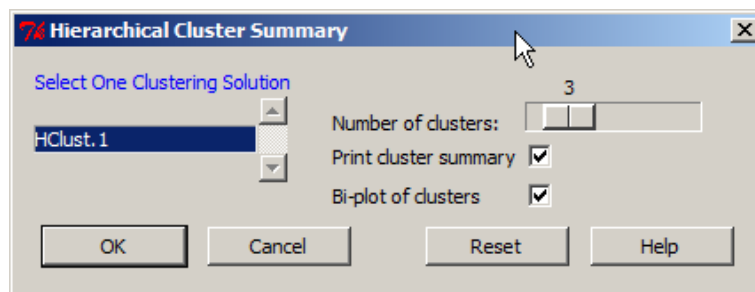 Hierarchical Cluster Summary
Select One Clustering Solution
HClust.1
3
Number of clusters:
Print cluster summary
Bi-plot of clusters
OK Cancel Reset Help